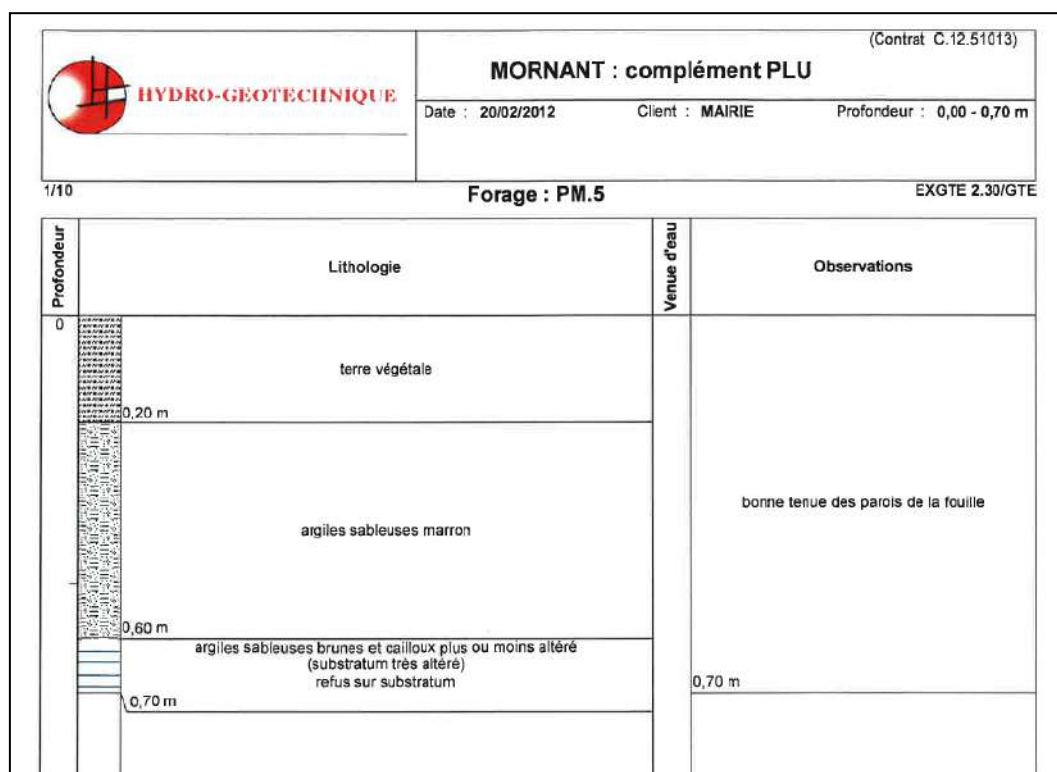 (Contrat C.12.51013)
HYDRO-GEOTECHNIQUE
MORNANT : complément PLU
Date : 20/02/2012 Client : MAIRIE Profondeur : 0,00 - 0,70 m
1/10 Forage : PM.5 EXGTE 2.30/GTE
Profondeur Lithologie Venue d'eau Observations
0
terre végétale
0,20 m
argiles sableuses marron
bonne tenue des parois de la fouille
0,60 m
argiles sableuses brunes et cailloux plus ou moins altéré
(substratum très altéré)
refus sur substratum
0,70 m
0,70 m